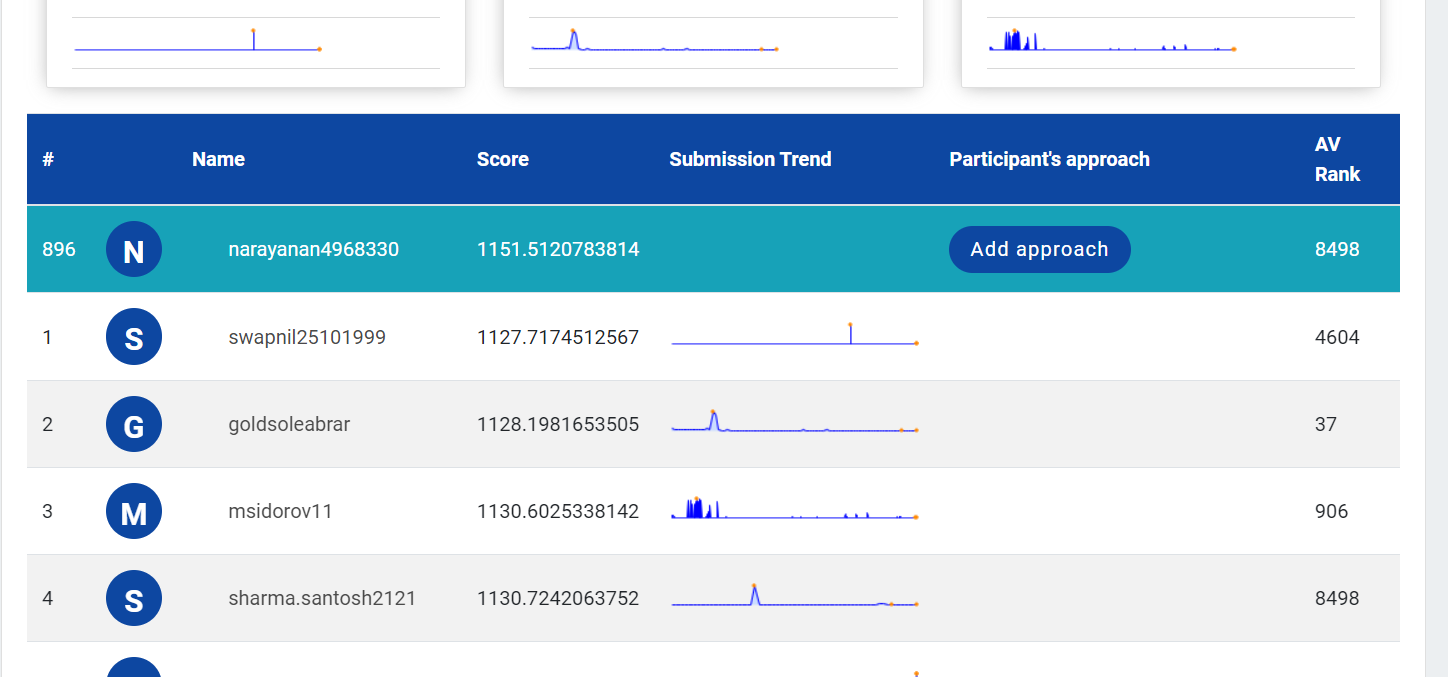 # Name Score Submission Trend Participant's approach AV Rank
896 N narayanan4968330 1151.5120783814 Add approach 8498
1 S swapnil25101999 1127.7174512567 4604
2 G goldsoleabrar 1128.1981653505 37
3 M msidorov11 1130.6025338142 906
4 S sharma.santosh2121 1130.7242063752 8498